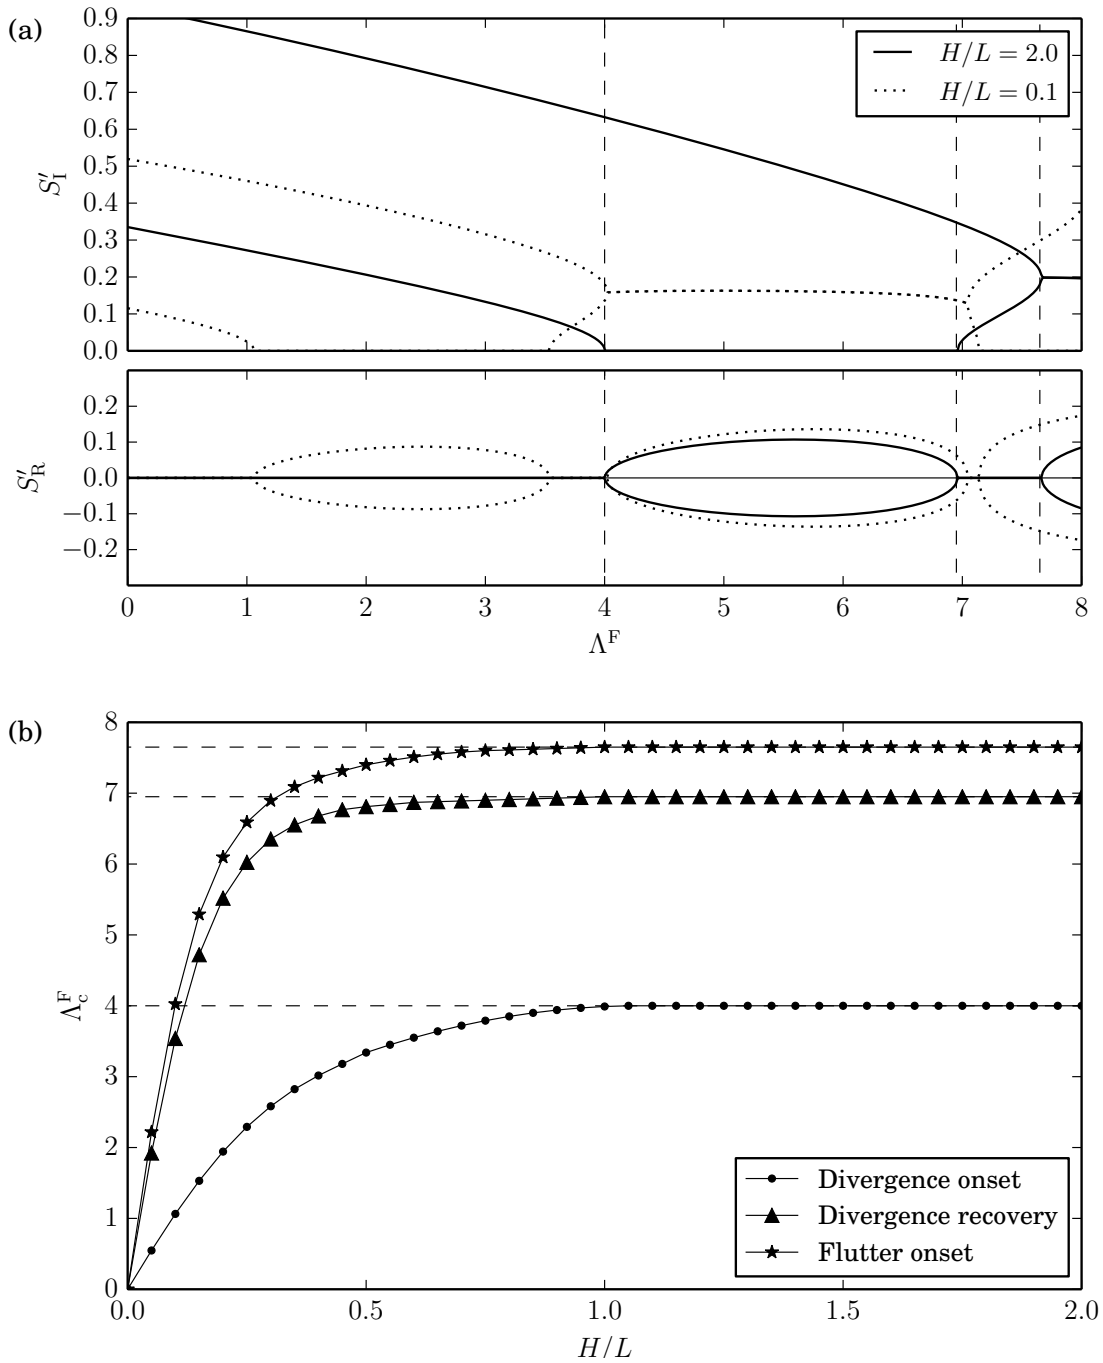 (a)
0.9
0.8
0.7
0.6
0.5
0.4
0.3
0.2
0.1
0.0
S′I
H/L = 2.0
H/L = 0.1
0.2
0.1
0.0
−0.1
−0.2
S′R
0 1 2 3 4 5 6 7 8
ΛF
(b)
8
7
6
5
4
3
2
1
0
ΛFc
Divergence onset
Divergence recovery
Flutter onset
0.0 0.5 1.0 1.5 2.0
H/L